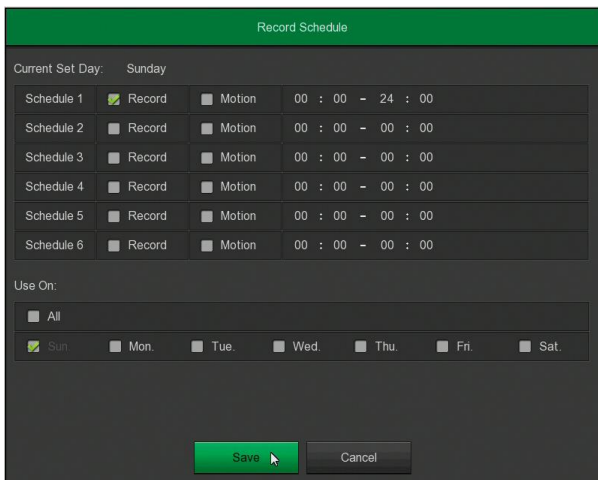 Record Schedule
Current Set Day: Sunday
Schedule 1 Record Motion 00 : 00 - 24 : 00
Schedule 2 Record Motion 00 : 00 - 00 : 00
Schedule 3 Record Motion 00 : 00 - 00 : 00
Schedule 4 Record Motion 00 : 00 - 00 : 00
Schedule 5 Record Motion 00 : 00 - 00 : 00
Schedule 6 Record Motion 00 : 00 - 00 : 00
Use On:
All
Sun. Mon. Tue. Wed. Thu. Fri. Sat.
Save Cancel